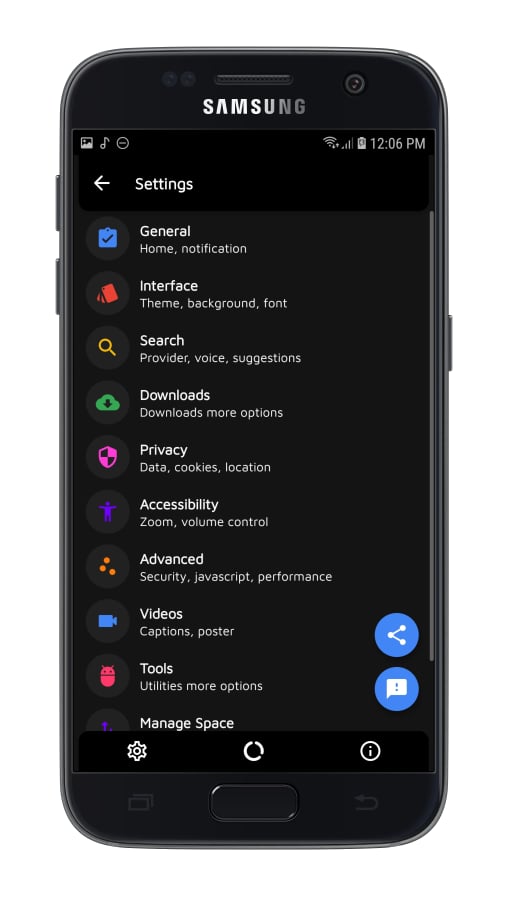 SAMSUNG
12:06 PM
Settings
General
Home, notification
Interface
Theme, background, font
Search
Provider, voice, suggestions
Downloads
Downloads more options
Privacy
Data, cookies, location
Accessibility
Zoom, volume control
Advanced
Security, javascript, performance
Videos
Captions, poster
Tools
Utilities more options
Manage Space